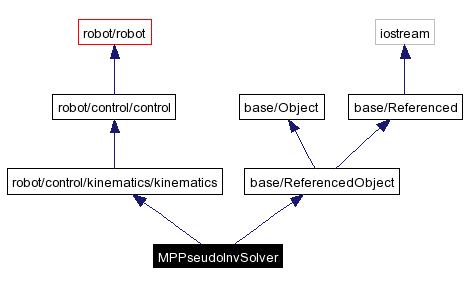 robot/robot
iostream
robot/control/control
base/Object
base/Referenced
robot/control/kinematics/kinematics
base/ReferencedObject
MPPseudoInvSolver